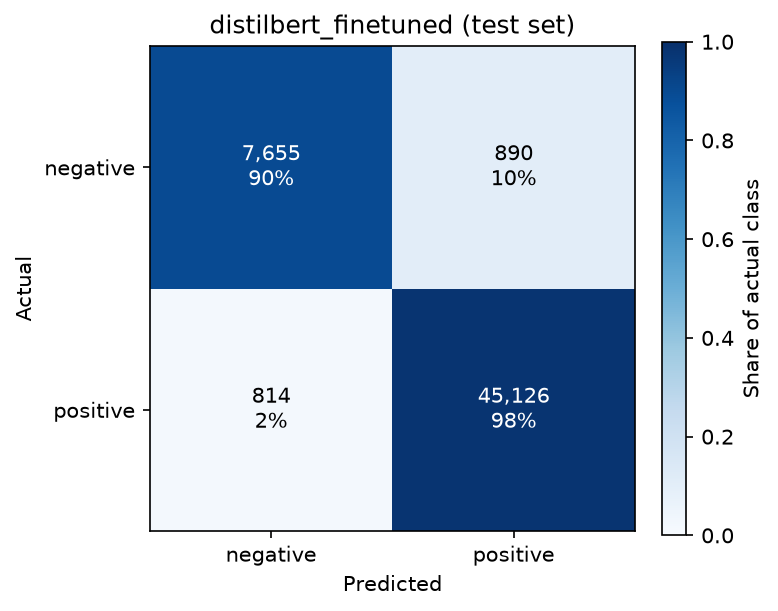 distilbert_finetuned (test set)
negative
7,655
90%
890
10%
positive
814
2%
45,126
98%
negative
positive
Predicted
Actual
1.0
0.8
0.6
0.4
0.2
0.0
Share of actual class